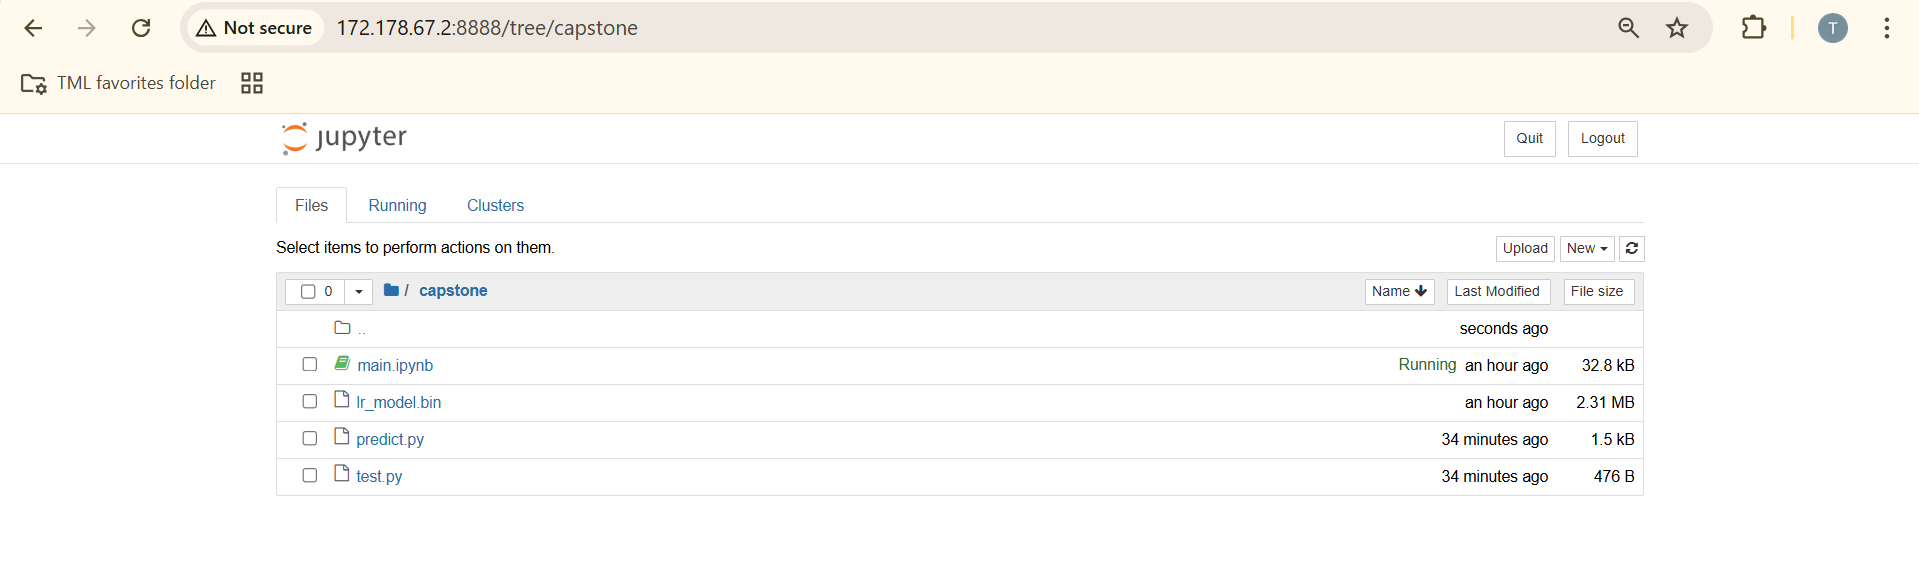 Not secure 172.178.67.2:8888/tree/capstone T
TML favorites folder
jupyter Quit Logout
Files Running Clusters
Select items to perform actions on them. Upload New
0 / capstone Name Last Modified File size
.. seconds ago
main.ipynb Running an hour ago 32.8 kB
lr_model.bin an hour ago 2.31 MB
predict.py 34 minutes ago 1.5 kB
test.py 34 minutes ago 476 B